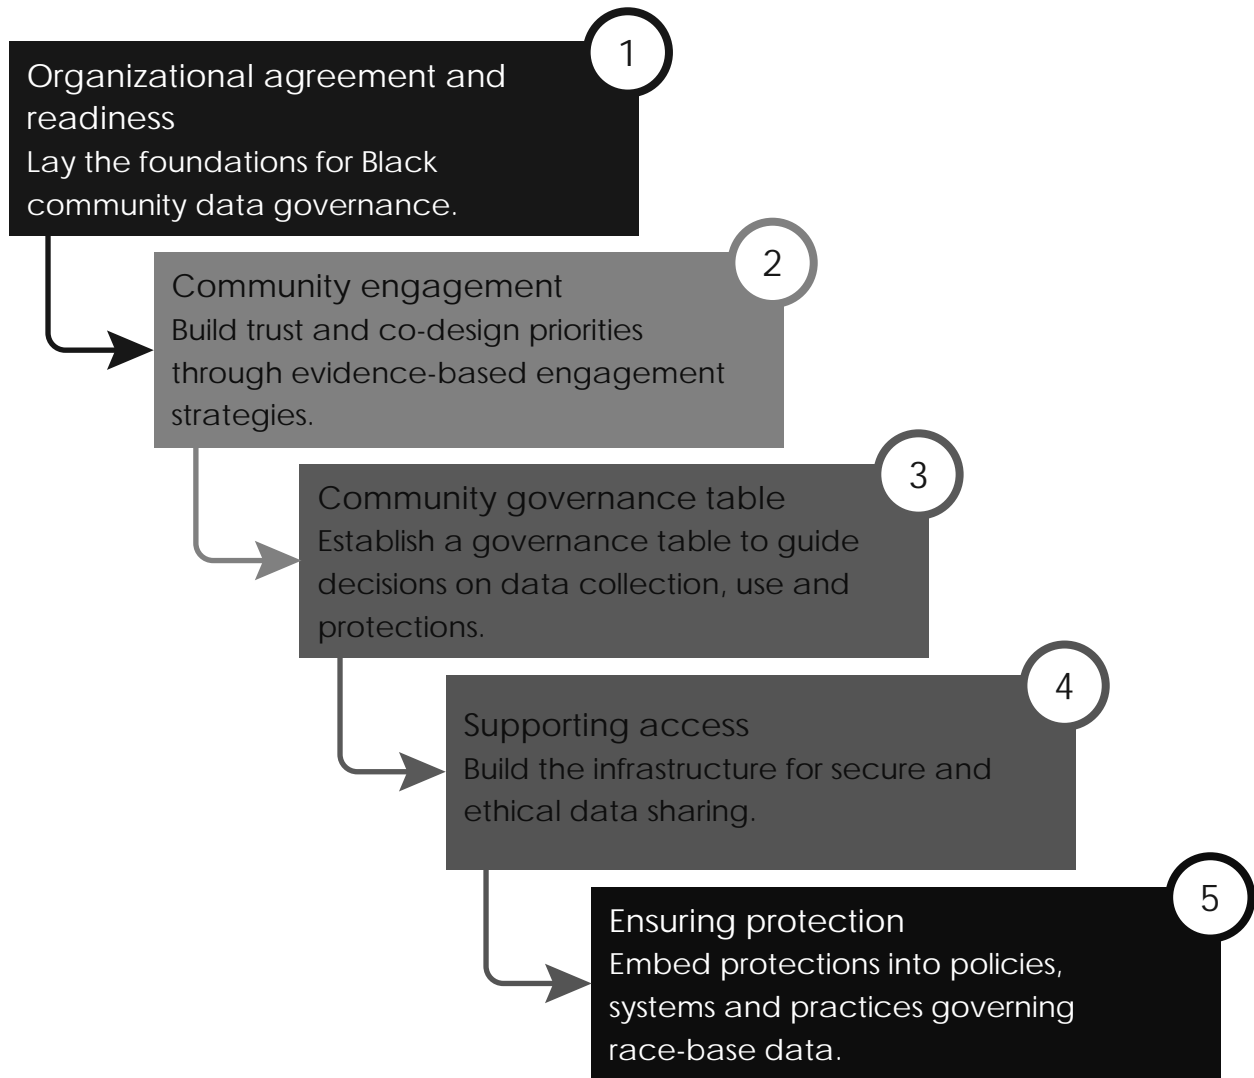 1
Organizational agreement and
readiness
Lay the foundations for Black
community data governance.
2
Community engagement
Build trust and co-design priorities
through evidence-based engagement
strategies.
3
Community governance table
Establish a governance table to guide
decisions on data collection, use and
protections.
4
Supporting access
Build the infrastructure for secure and
ethical data sharing.
5
Ensuring protection
Embed protections into policies,
systems and practices governing
race-base data.